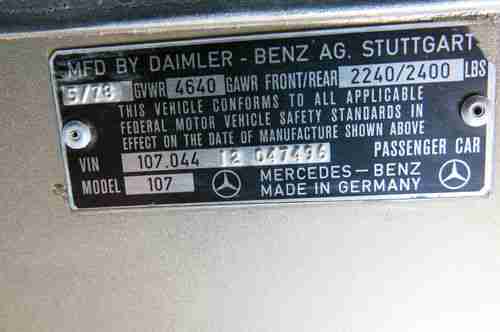 MFD BY DAIMLER - BENZ AG. STUTTGART
5/78 GVWR 4640 GAWR FRONT/REAR 2240/2400 LBS
THIS VEHICLE CONFORMS TO ALL APPLICABLE
FEDERAL MOTOR VEHICLE SAFETY STANDARDS IN
EFFECT ON THE DATE OF MANUFACTURE SHOWN ABOVE
VIN 107.044 12 047496 PASSENGER CAR
MODEL 107 MERCEDES-BENZ
MADE IN GERMANY